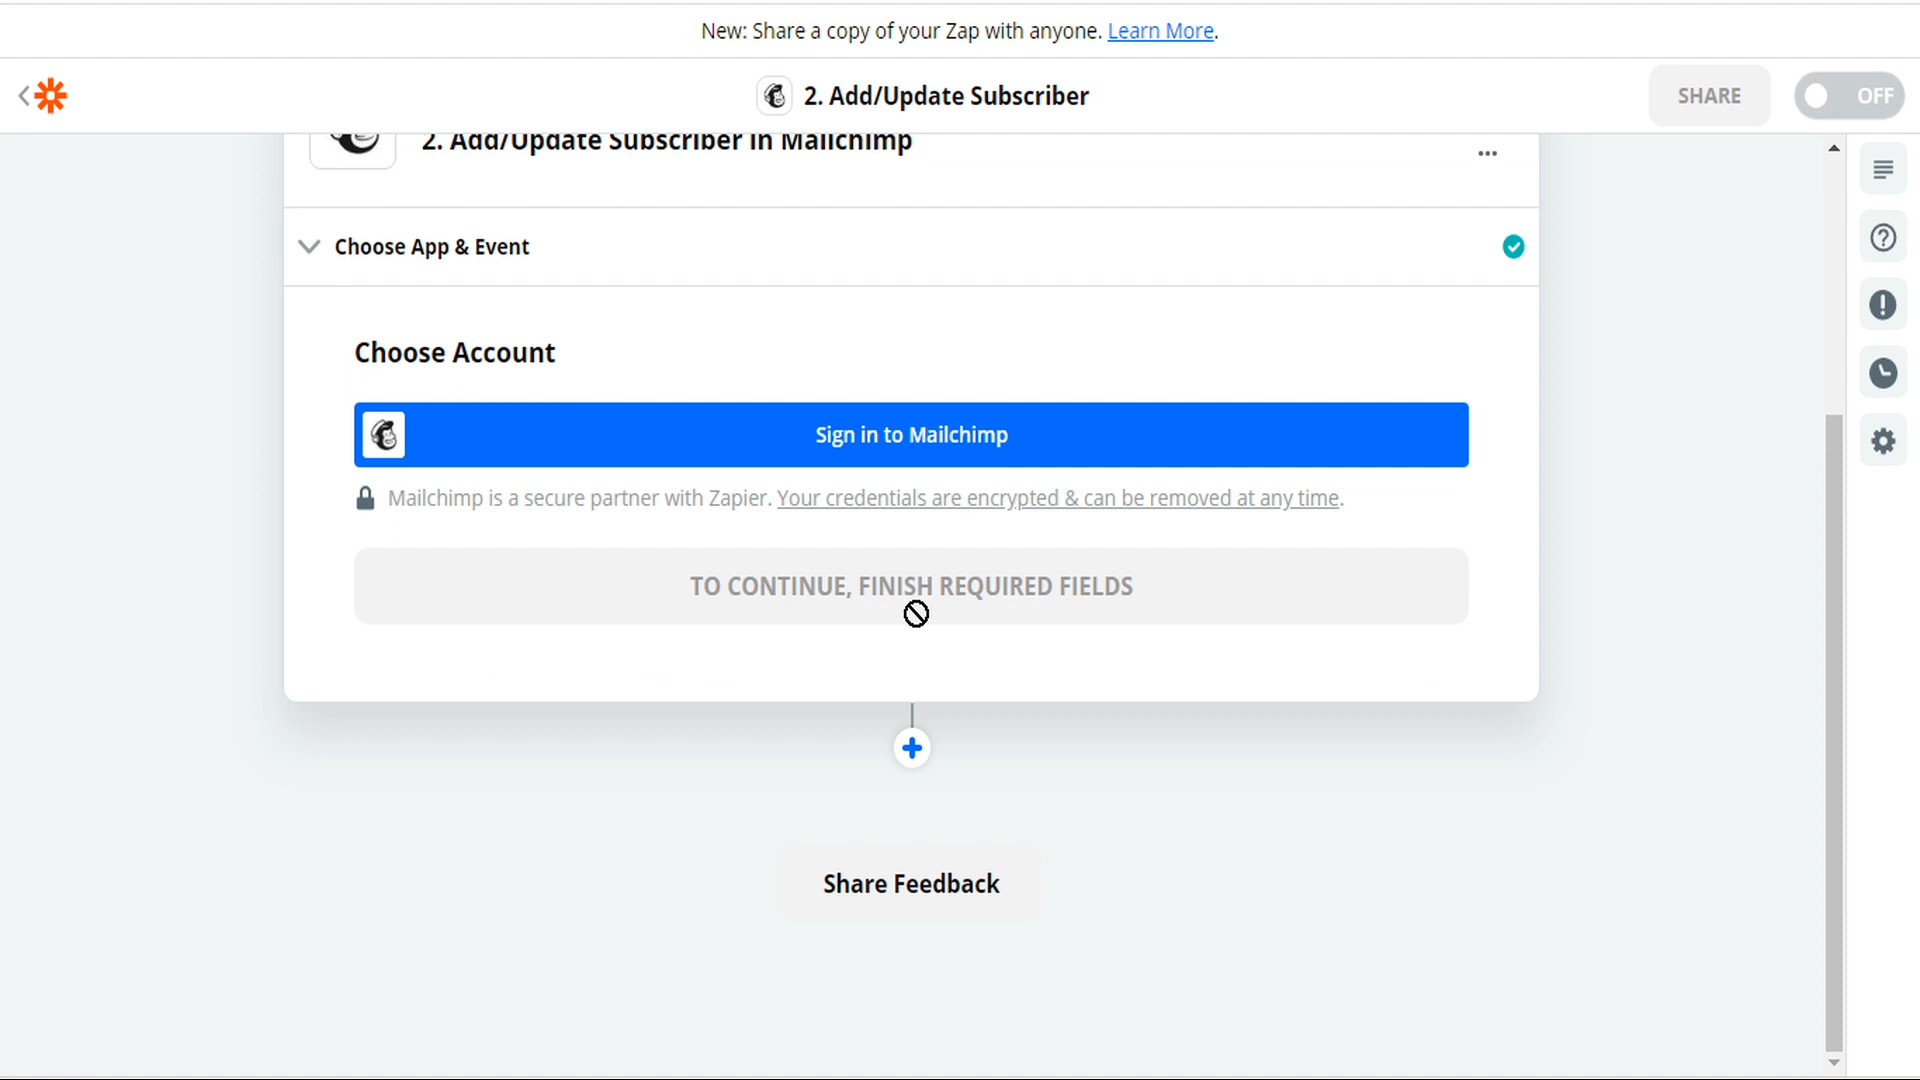 New: Share a copy of your Zap with anyone. Learn More.
2. Add/Update Subscriber
SHARE
OFF
2. Add/Update Subscriber in Mailchimp
Choose App & Event
Choose Account
Sign in to Mailchimp
Mailchimp is a secure partner with Zapier. Your credentials are encrypted & can be removed at any time.
TO CONTINUE, FINISH REQUIRED FIELDS
Share Feedback